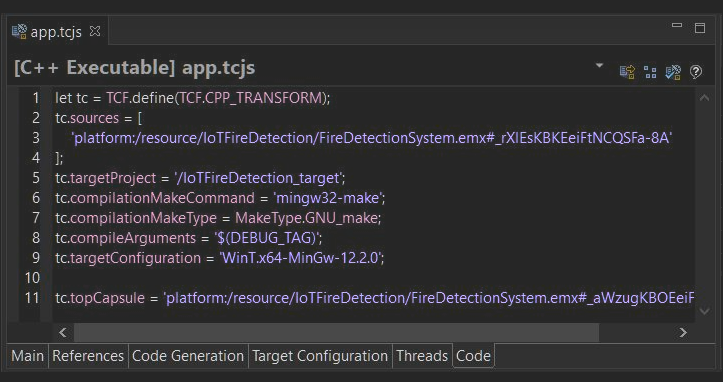 app.tcjs
[C++ Executable] app.tcjs
1 let tc = TCF.define(TCF.CPP_TRANSFORM);
2 tc.sources = [
3 'platform:/resource/IoTFireDetection/FireDetectionSystem.emx#_rXlEsKBKEeiFtNCQSFa-8A'
4 ];
5 tc.targetProject = '/IoTFireDetection_target';
6 tc.compilationMakeCommand = 'mingw32-make';
7 tc.compilationMakeType = MakeType.GNU_make;
8 tc.compileArguments = '$(DEBUG_TAG)';
9 tc.targetConfiguration = 'WinT.x64-MinGw-12.2.0';
10
11 tc.topCapsule = 'platform:/resource/IoTFireDetection/FireDetectionSystem.emx#_aWzugKBOEeiF
Main References Code Generation Target Configuration Threads Code